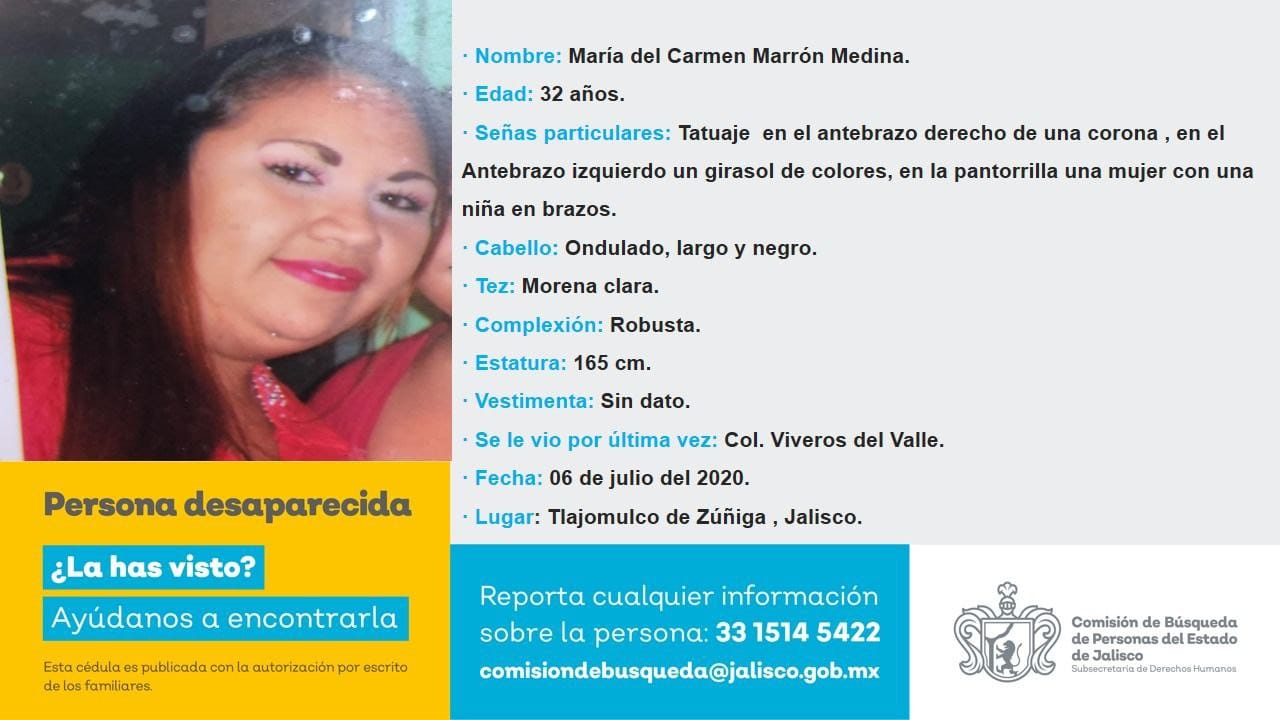 · Nombre: María del Carmen Marrón Medina.
· Edad: 32 años.
· Señas particulares: Tatuaje  en el antebrazo derecho de una corona , en el
Antebrazo izquierdo un girasol de colores, en la pantorrilla una mujer con una
niña en brazos.
· Cabello: Ondulado, largo y negro.
· Tez: Morena clara.
· Complexión: Robusta.
· Estatura: 165 cm.
· Vestimenta: Sin dato.
· Se le vio por última vez: Col. Viveros del Valle.
· Fecha: 06 de julio del 2020.
· Lugar: Tlajomulco de Zúñiga , Jalisco.
Persona desaparecida
¿La has visto?
Ayúdanos a encontrarla
Esta cédula es publicada con la autorización por escrito
de los familiares.
Reporta cualquier información
sobre la persona: 33 1514 5422
comisiondebusqueda@jalisco.gob.mx
Comisión de Búsqueda
de Personas del Estado
de Jalisco
Subsecretaría de Derechos Humanos